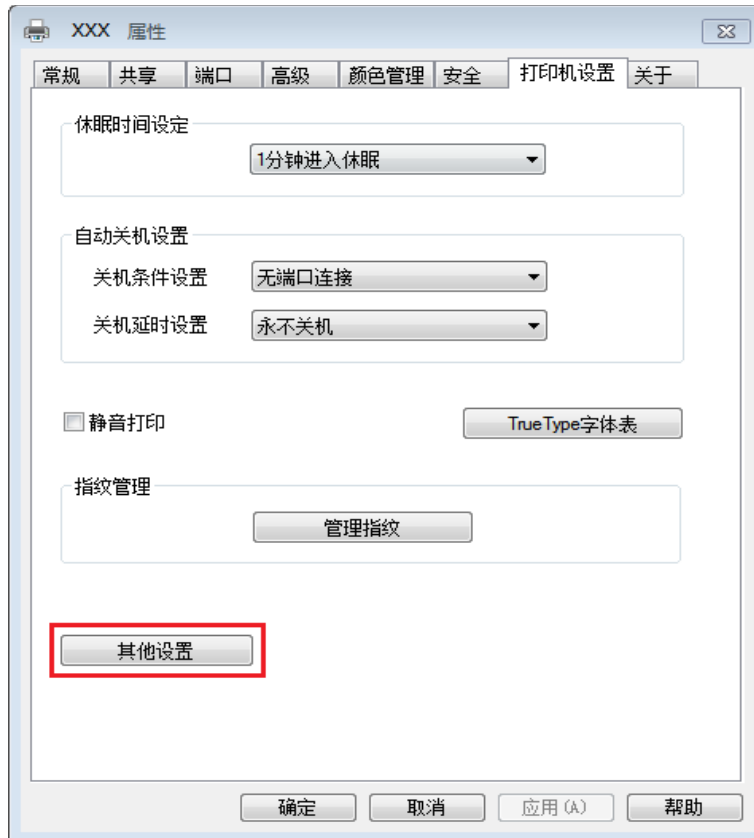 XXX 属性
常规 共享 端口 高级 颜色管理 安全 打印机设置 关于
休眠时间设定
1分钟进入休眠
自动关机设置
关机条件设置 无端口连接
关机延时设置 永不关机
静音打印 TrueType字体表
指纹管理
管理指纹
其他设置
确定 取消 应用(A) 帮助